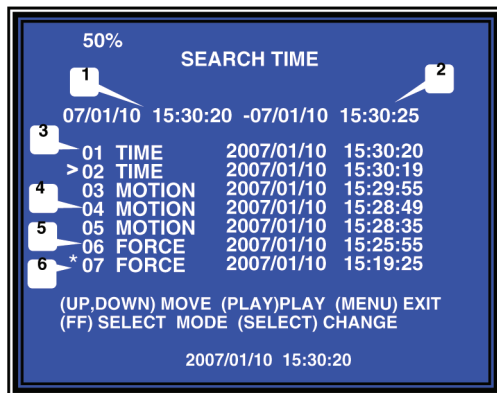 50%
SEARCH TIME
1
2
07/01/10 15:30:20 -07/01/10 15:30:25
3
01 TIME 2007/01/10 15:30:20
>02 TIME 2007/01/10 15:30:19
03 MOTION 2007/01/10 15:29:55
4
04 MOTION 2007/01/10 15:28:49
05 MOTION 2007/01/10 15:28:35
5
06 FORCE 2007/01/10 15:25:55
6
*07 FORCE 2007/01/10 15:19:25
(UP,DOWN) MOVE (PLAY)PLAY (MENU) EXIT
(FF) SELECT MODE (SELECT) CHANGE
2007/01/10 15:30:20